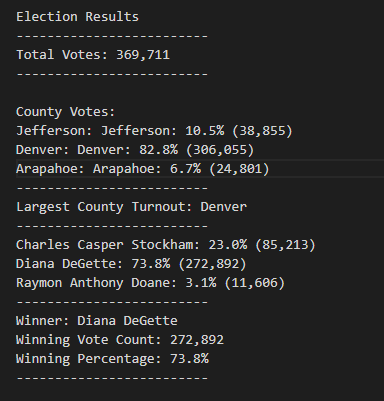 Election Results
-------------------------
Total Votes: 369,711
-------------------------
County Votes:
Jefferson: Jefferson: 10.5% (38,855)
Denver: Denver: 82.8% (306,055)
Arapahoe: Arapahoe: 6.7% (24,801)
-------------------------
Largest County Turnout: Denver
-------------------------
Charles Casper Stockham: 23.0% (85,213)
Diana DeGette: 73.8% (272,892)
Raymon Anthony Doane: 3.1% (11,606)
-------------------------
Winner: Diana DeGette
Winning Vote Count: 272,892
Winning Percentage: 73.8%
-------------------------